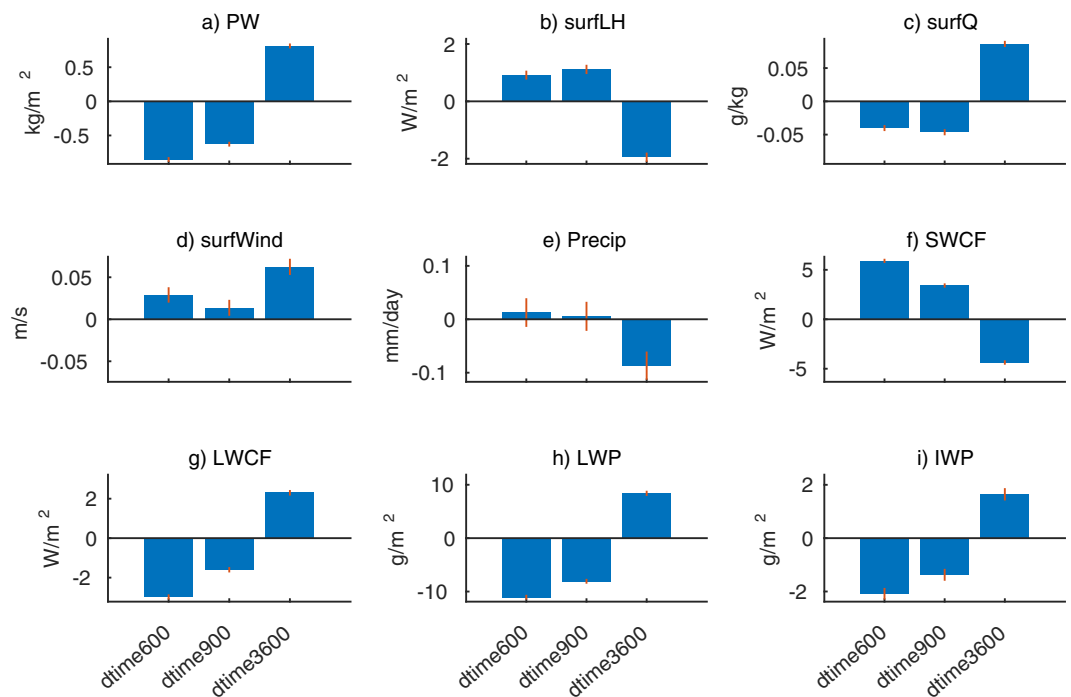 a) PW
b) surfLH
c) surfQ
kg/m 2
0.5
0
-0.5
W/m 2
2
0
-2
g/kg
0.05
0
-0.05
d) surfWind
e) Precip
f) SWCF
m/s
0.05
0
-0.05
mm/day
0.1
0
-0.1
W/m 2
5
0
-5
g) LWCF
h) LWP
i) IWP
W/m 2
2
0
-2
g/m 2
10
0
-10
g/m 2
2
0
-2
dtime600
dtime900
dtime3600
dtime600
dtime900
dtime3600
dtime600
dtime900
dtime3600